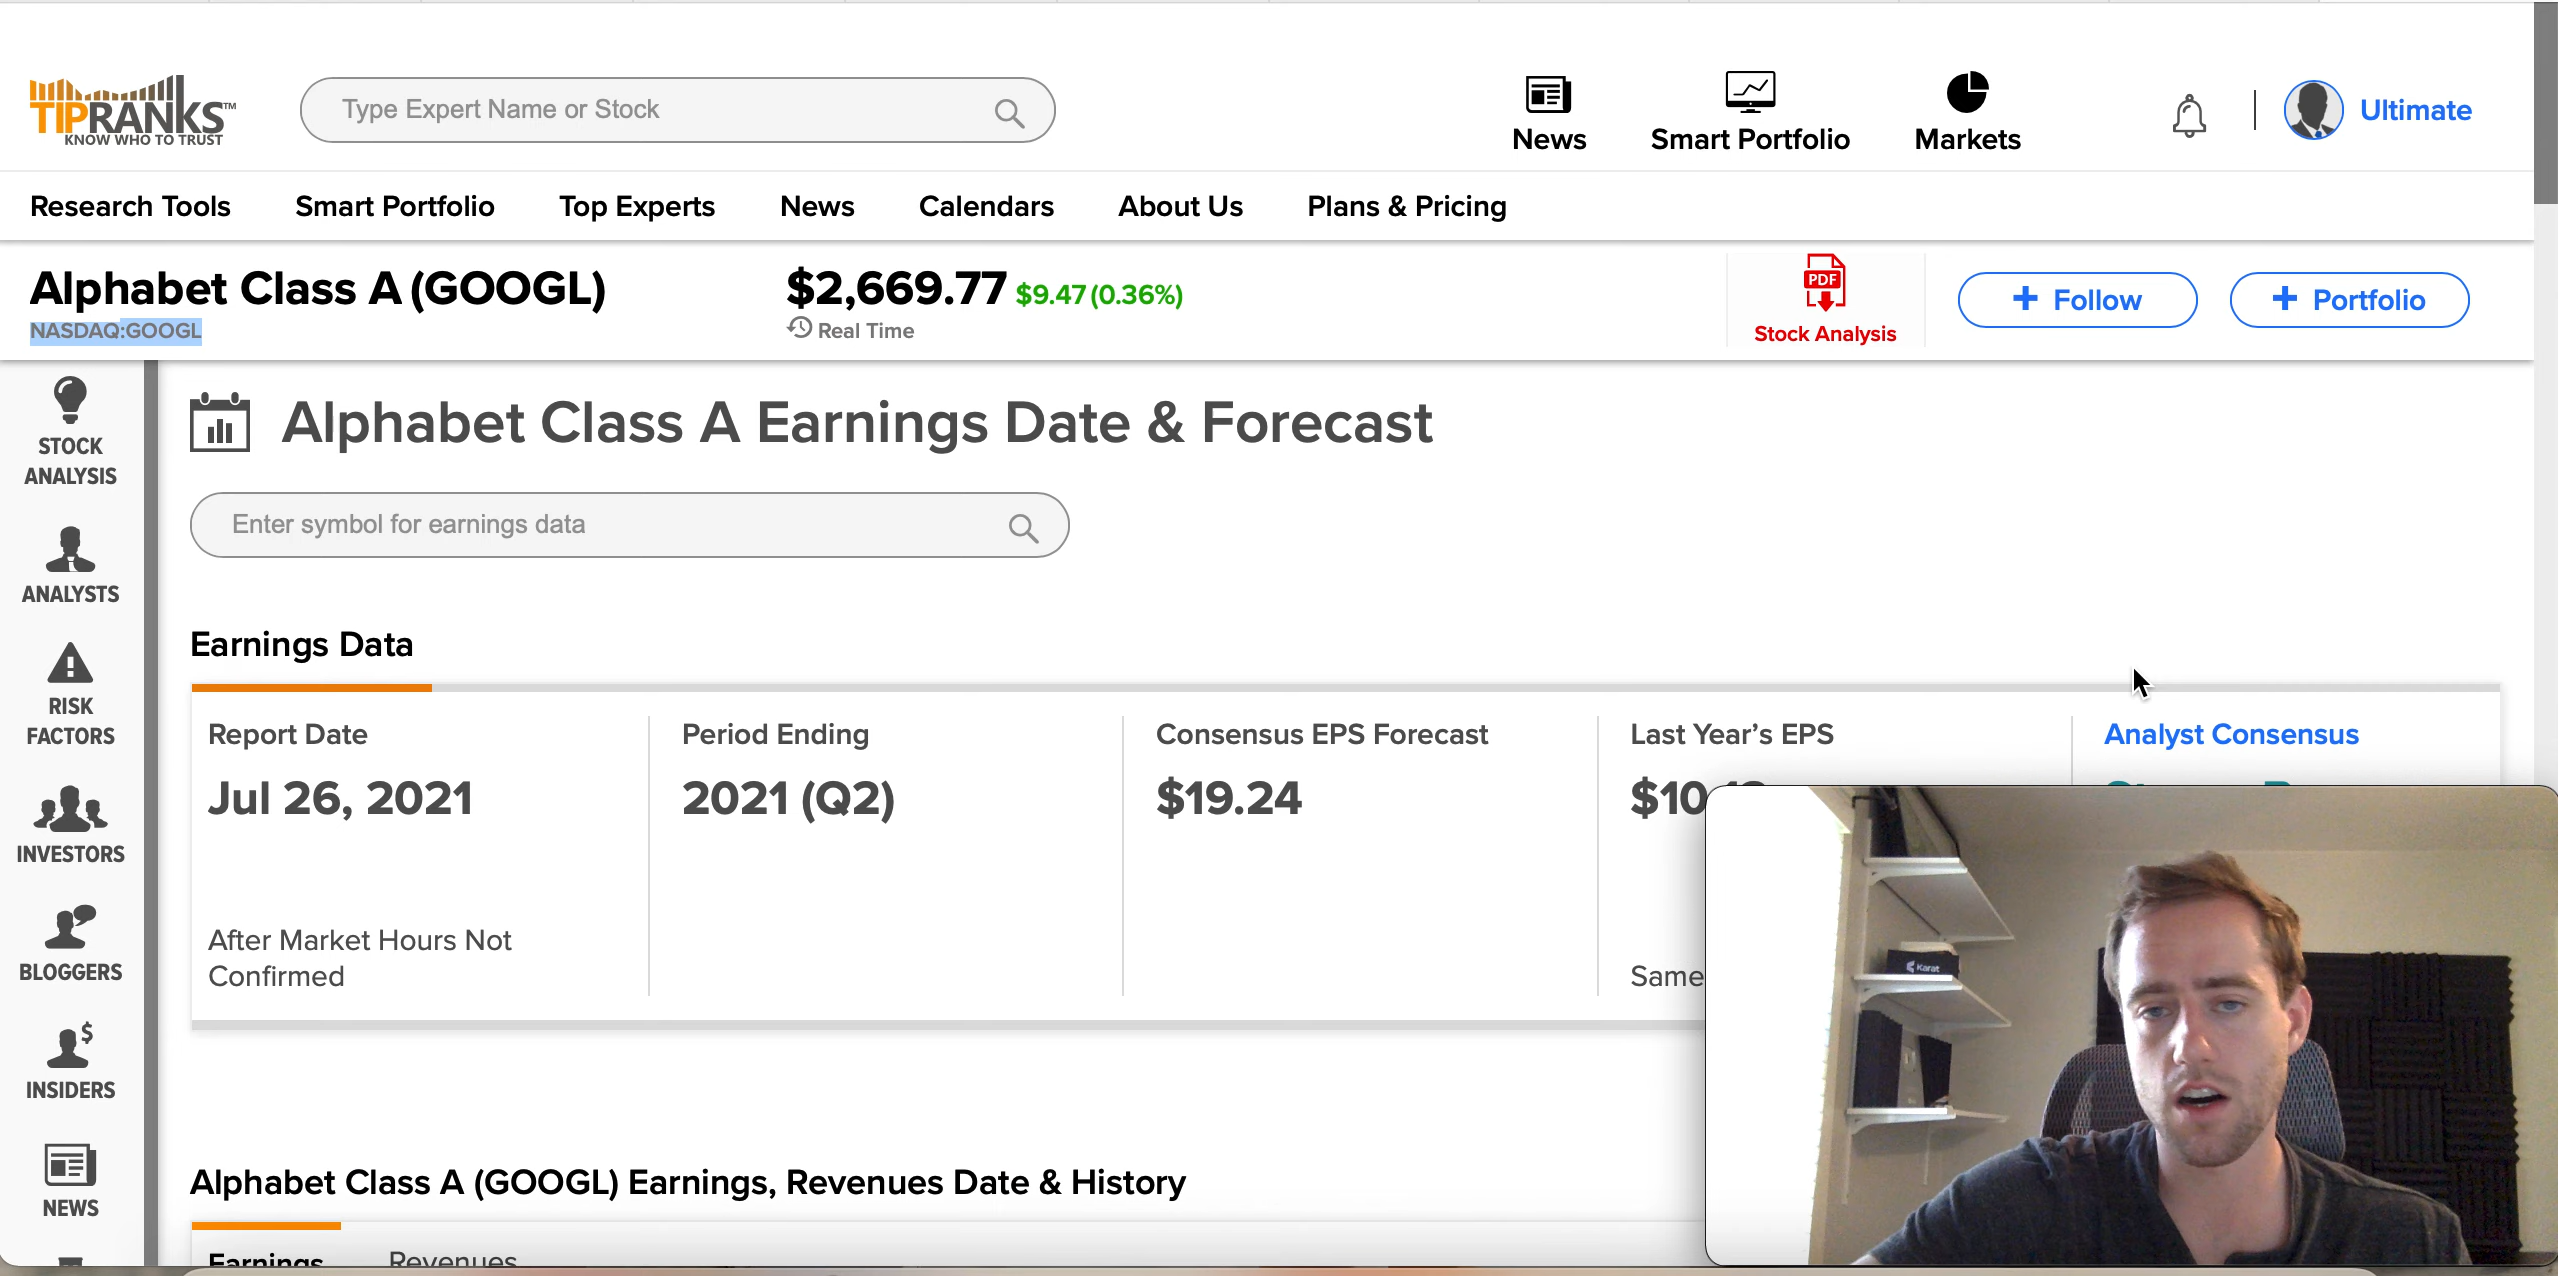 TIPRANKS™
KNOW WHO TO TRUST
Type Expert Name or Stock
News
Smart Portfolio
Markets
Ultimate
Research Tools
Smart Portfolio
Top Experts
News
Calendars
About Us
Plans & Pricing
Alphabet Class A (GOOGL)
NASDAQ:GOOGL
$2,669.77 $9.47 (0.36%)
Real Time
PDF
Stock Analysis
+ Follow
+ Portfolio
STOCK
ANALYSIS
ANALYSTS
RISK
FACTORS
INVESTORS
BLOGGERS
INSIDERS
NEWS
Alphabet Class A Earnings Date & Forecast
Enter symbol for earnings data
Earnings Data
Report Date
Jul 26, 2021
After Market Hours Not
Confirmed
Period Ending
2021 (Q2)
Consensus EPS Forecast
$19.24
Last Year’s EPS
$10
Same
Analyst Consensus
Karat
Alphabet Class A (GOOGL) Earnings, Revenues Date & History
Earnings
Revenues